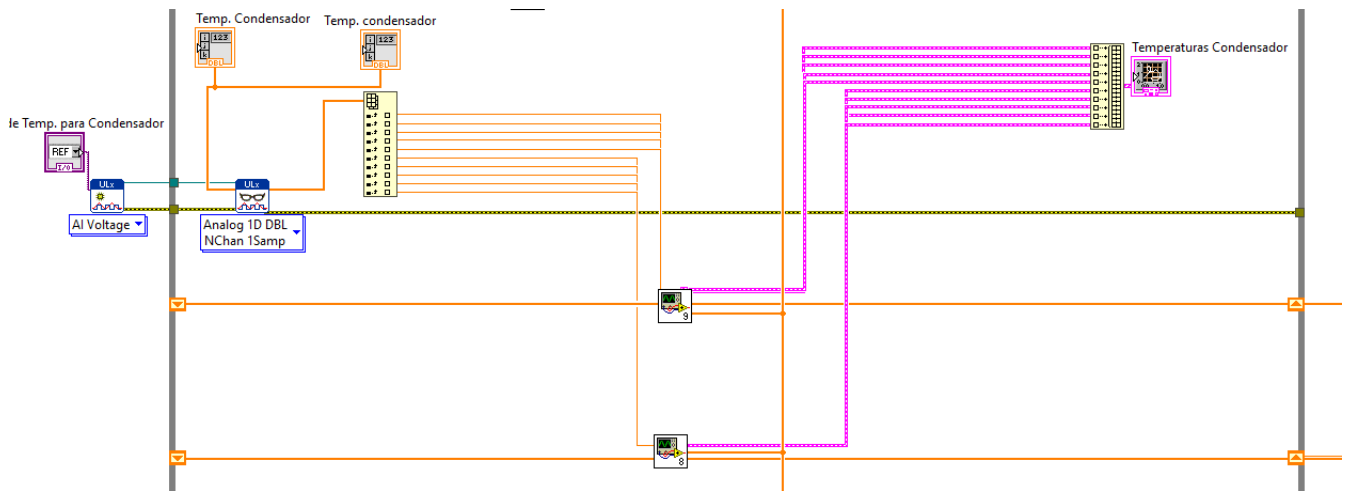 Temp. Condensador
Temp. condensador
123
DBL
123
DBL
Temperaturas Condensador
de Temp. para Condensador
REF
I/O
ULx
ULx
AI Voltage
Analog 1D DBL
NChan 1Samp
9
8